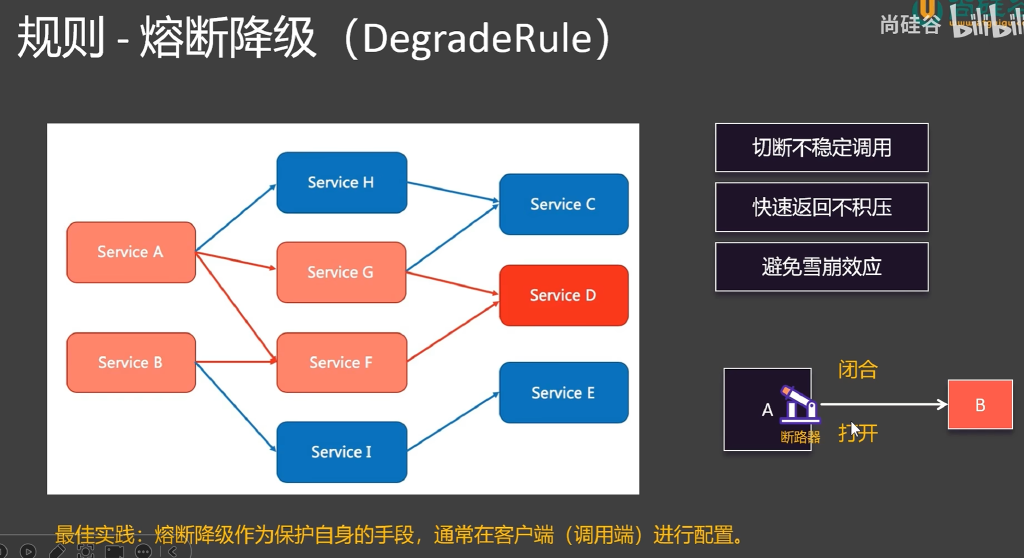 规则 - 熔断降级（DegradeRule）
尚硅谷
bilibili
Service H
Service C
Service A
Service G
Service D
Service B
Service F
Service E
Service I
切断不稳定调用
快速返回不积压
避免雪崩效应
闭合
A
B
断路器
打开
最佳实践：熔断降级作为保护自身的手段，通常在客户端（调用端）进行配置。